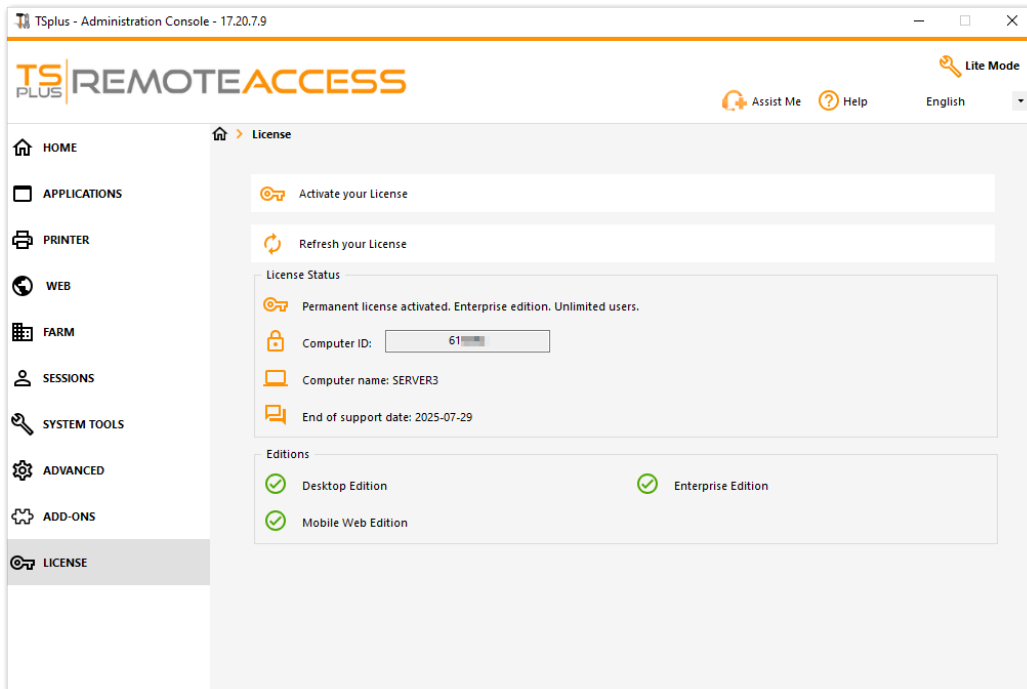 TSplus - Administration Console - 17.20.7.9
TS PLUS REMOTEACCESS
Lite Mode
Assist Me
Help
English
HOME
APPLICATIONS
PRINTER
WEB
FARM
SESSIONS
SYSTEM TOOLS
ADVANCED
ADD-ONS
LICENSE
License
Activate your License
Refresh your License
License Status
Permanent license activated. Enterprise edition. Unlimited users.
Computer ID: 61
Computer name: SERVER3
End of support date: 2025-07-29
Editions
Desktop Edition
Enterprise Edition
Mobile Web Edition